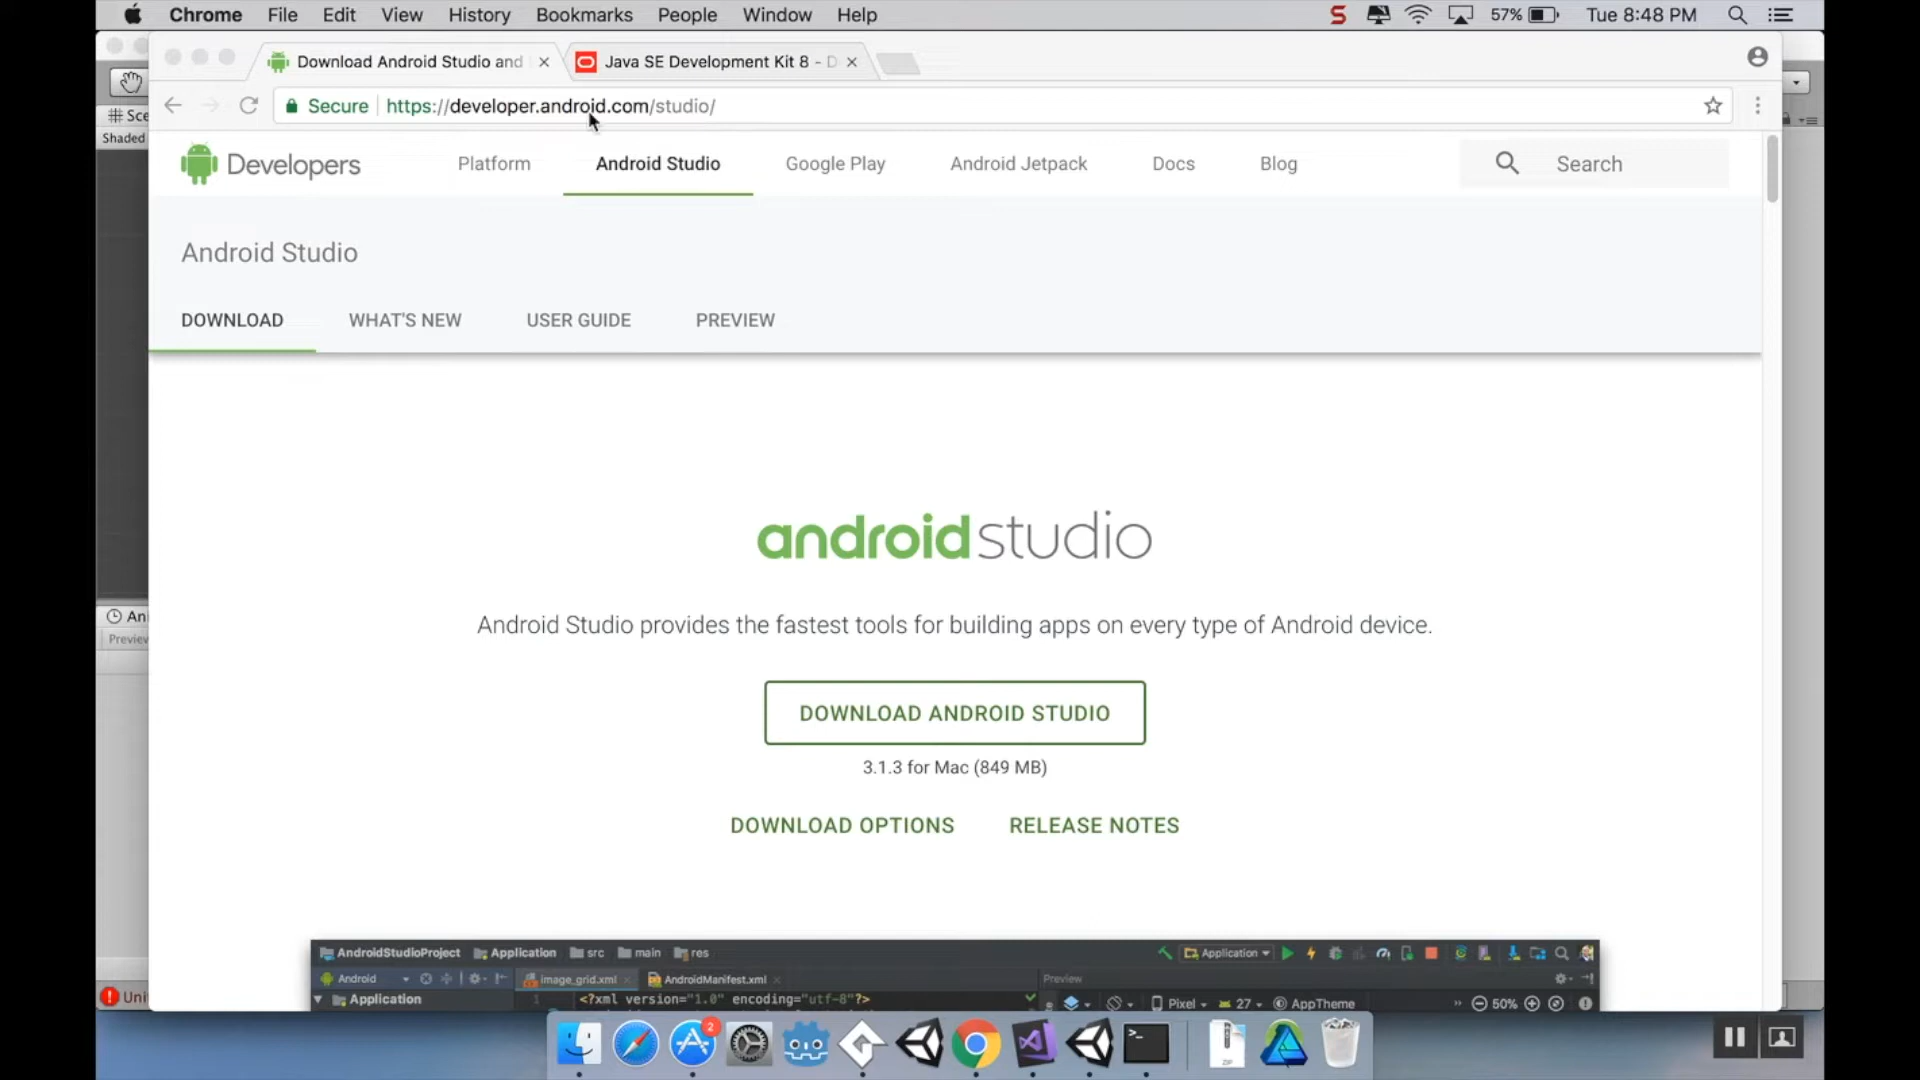 Chrome File Edit View History Bookmarks People Window Help 57% Tue 8:48 PM
Download Android Studio and Java SE Development Kit 8 - D
Secure https://developer.android.com/studio/
Shaded
Developers Platform Android Studio Google Play Android Jetpack Docs Blog Search
Android Studio
DOWNLOAD WHAT'S NEW USER GUIDE PREVIEW
androidstudio
Android Studio provides the fastest tools for building apps on every type of Android device.
DOWNLOAD ANDROID STUDIO
3.1.3 for Mac (849 MB)
DOWNLOAD OPTIONS RELEASE NOTES
AndroidStudioProject Application src main res Application
Android image_grid.xml AndroidManifest.xml Preview
Application 1 <?xml version="1.0" encoding="utf-8"?> Pixel 27 AppTheme 50%
2
ZIP